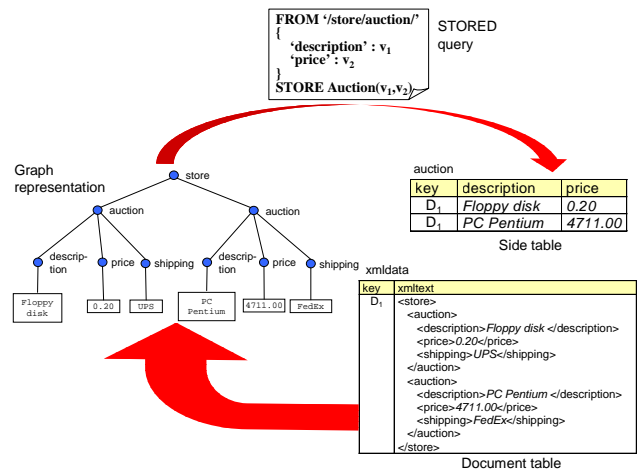 FROM ‘/store/auction/’
{
‘description’ : v1
‘price’ : v2
}
STORE Auction(v1,v2)
STORED
query
Graph
representation
store
auction
auction
descrip-
tion
price
shipping
descrip-
tion
price
shipping
Floppy
disk
0.20
UPS
PC
Pentium
4711.00
FedEx
auction
key description price
D1 Floppy disk 0.20
D1 PC Pentium 4711.00
Side table
xmldata
key xmltext
D1 <store>
<auction>
<description>Floppy disk </description>
<price>0.20</price>
<shipping>UPS</shipping>
</auction>
<auction>
<description>PC Pentium </description>
<price>4711.00</price>
<shipping>FedEx</shipping>
</auction>
</store>
Document table